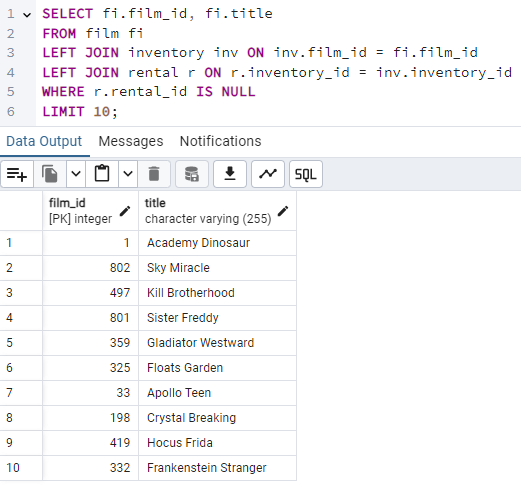 1 SELECT fi.film_id, fi.title
2 FROM film fi
3 LEFT JOIN inventory inv ON inv.film_id = fi.film_id
4 LEFT JOIN rental r ON r.inventory_id = inv.inventory_id
5 WHERE r.rental_id IS NULL
6 LIMIT 10;
Data Output Messages Notifications
SQL
film_id title
[PK] integer character varying (255)
1 1 Academy Dinosaur
2 802 Sky Miracle
3 497 Kill Brotherhood
4 801 Sister Freddy
5 359 Gladiator Westward
6 325 Floats Garden
7 33 Apollo Teen
8 198 Crystal Breaking
9 419 Hocus Frida
10 332 Frankenstein Stranger